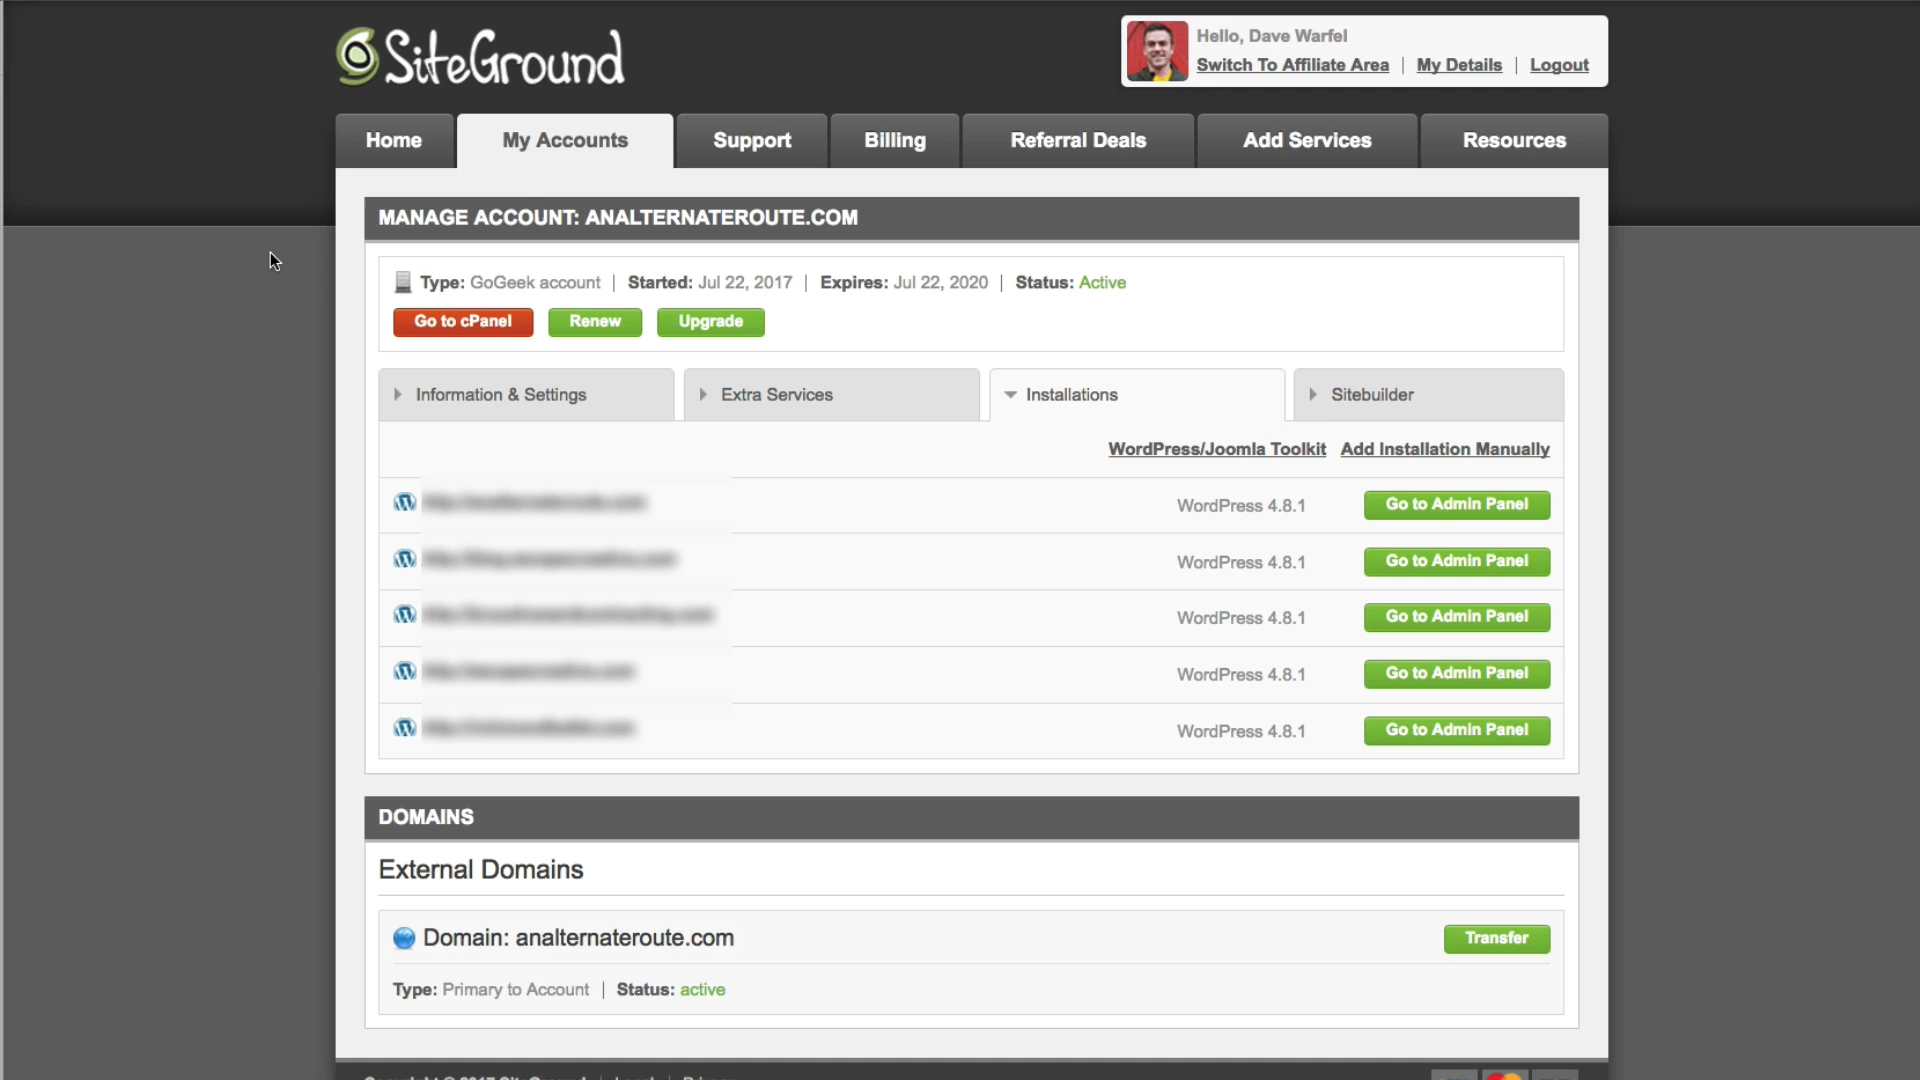 SiteGround
Hello, Dave Warfel
Switch To Affiliate Area | My Details | Logout
Home My Accounts Support Billing Referral Deals Add Services Resources
MANAGE ACCOUNT: ANALTERNATEROUTE.COM
Type: GoGeek account | Started: Jul 22, 2017 | Expires: Jul 22, 2020 | Status: Active
Go to cPanel Renew Upgrade
Information & Settings Extra Services Installations Sitebuilder
WordPress/Joomla Toolkit Add Installation Manually
WordPress 4.8.1 Go to Admin Panel
WordPress 4.8.1 Go to Admin Panel
WordPress 4.8.1 Go to Admin Panel
WordPress 4.8.1 Go to Admin Panel
WordPress 4.8.1 Go to Admin Panel
DOMAINS
External Domains
Domain: analternateroute.com Transfer
Type: Primary to Account | Status: active